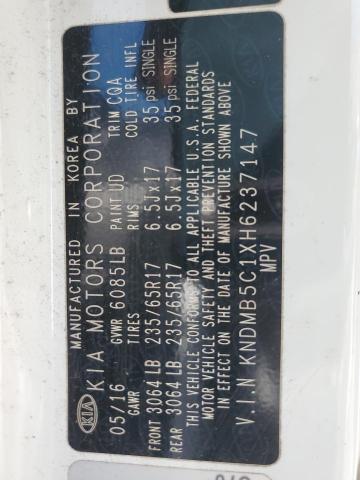 MANUFACTURED IN KOREA BY
KIA KIA MOTORS CORPORATION
05/16 GVWR 6085LB PAINT UD TRIM CQA
GAWR TIRES RIMS COLD TIRE INFL
FRONT 3064 LB 235/65R17 6.5Jx17 35 psi SINGLE
REAR 3064 LB 235/65R17 6.5Jx17 35 psi SINGLE
THIS VEHICLE CONFORMS TO ALL APPLICABLE U.S.A. FEDERAL
MOTOR VEHICLE SAFETY AND THEFT PREVENTION STANDARDS
IN EFFECT ON THE DATE OF MANUFACTURE SHOWN ABOVE
V.I.N KNDMB5C1XH6237147
MPV